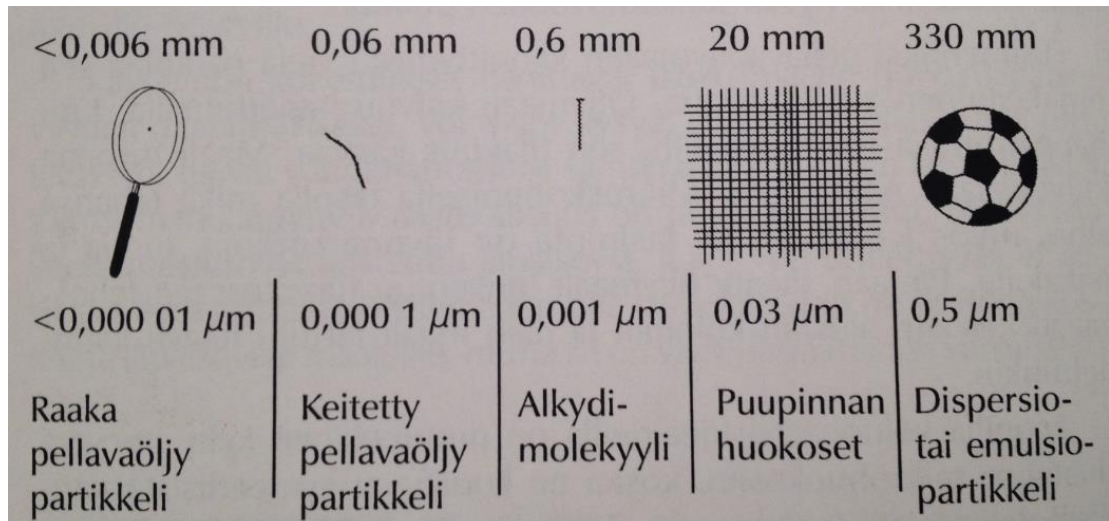 <0,006 mm 0,06 mm 0,6 mm 20 mm 330 mm
<0,000 01 µm 0,000 1 µm 0,001 µm 0,03 µm 0,5 µm
Raaka
pellavaöljy
partikkeli
Keitetty
pellavaöljy
partikkeli
Alkydi-
molekyyli
Puupinnan
huokoset
Dispersio-
tai emulsio-
partikkeli